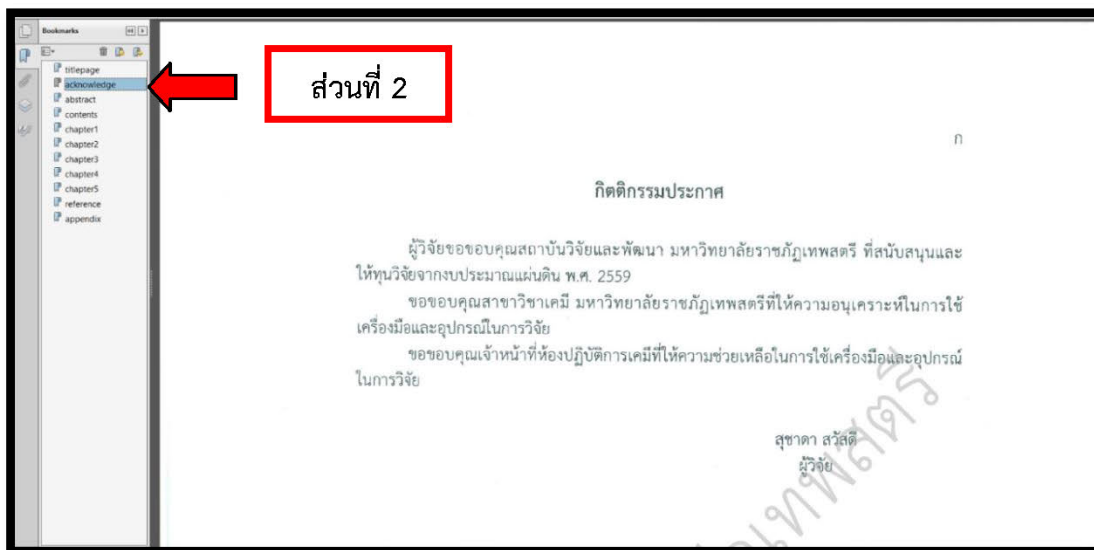 Bookmarks
titlepage
acknowledge
abstract
contents
chapter1
chapter2
chapter3
chapter4
chapter5
reference
appendix
ส่วนที่ 2
ก
กิตติกรรมประกาศ
ผู้วิจัยขอขอบคุณสถาบันวิจัยและพัฒนา มหาวิทยาลัยราชภัฏเทพสตรี ที่สนับสนุนและ
ให้ทุนวิจัยจากงบประมาณแผ่นดิน พ.ศ. 2559
ขอขอบคุณสาขาวิชาเคมี มหาวิทยาลัยราชภัฏเทพสตรีที่ให้ความอนุเคราะห์ในการใช้
เครื่องมือและอุปกรณ์ในการวิจัย
ขอขอบคุณเจ้าหน้าที่ห้องปฏิบัติการเคมีที่ให้ความช่วยเหลือในการใช้เครื่องมือและอุปกรณ์
ในการวิจัย
สุชาดา สวัสดี
ผู้วิจัย
เทพสตรี